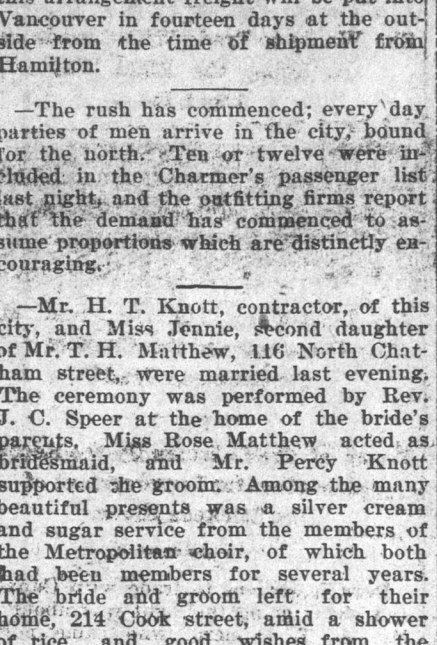 this arrangement freight will be put into
Vancouver in fourteen days at the out-
side from the time of shipment from
Hamilton.
—The rush has commenced; every day
parties of men arrive in the city, bound
for the north. Ten or twelve were in-
cluded in the Charmer's passenger list
last night, and the outfitting firms report
that the demand has commenced to as-
sume proportions which are distinctly en-
couraging.
—Mr. H. T. Knott, contractor, of this
city, and Miss Jennie, second daughter
of Mr. T. H. Matthew, 116 North Chat-
ham street, were married last evening.
The ceremony was performed by Rev.
J. C. Speer at the home of the bride's
parents. Miss Rose Matthew acted as
bridesmaid, and Mr. Percy Knott
supported the groom. Among the many
beautiful presents was a silver cream
and sugar service from the members of
the Metropolitan choir, of which both
had been members for several years.
The bride and groom left for their
home, 214 Cook street, amid a shower
of rice and good wishes from the